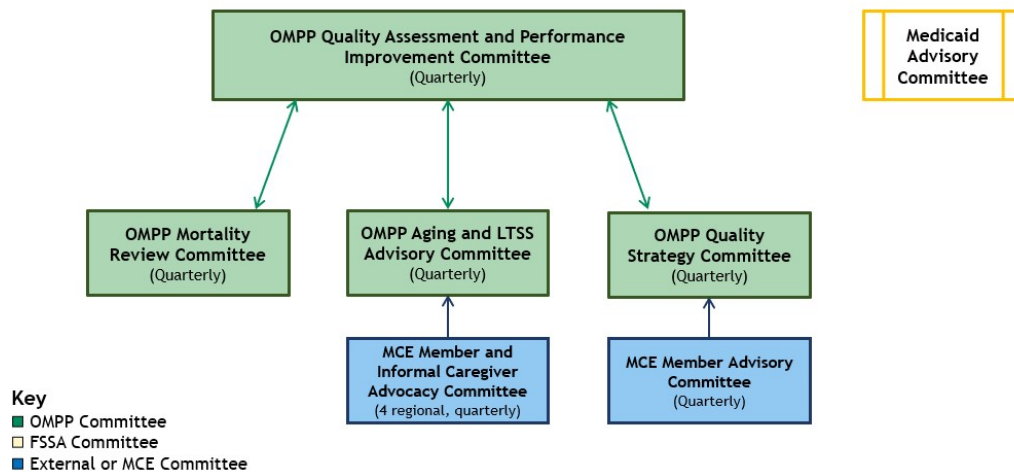 OMPP Quality Assessment and Performance
Improvement Committee
(Quarterly)
Medicaid
Advisory
Committee
OMPP Mortality
Review Committee
(Quarterly)
OMPP Aging and LTSS
Advisory Committee
(Quarterly)
OMPP Quality
Strategy Committee
(Quarterly)
MCE Member and
Informal Caregiver
Advocacy Committee
(4 regional, quarterly)
MCE Member Advisory
Committee
(Quarterly)
Key
OMPP Committee
FSSA Committee
External or MCE Committee